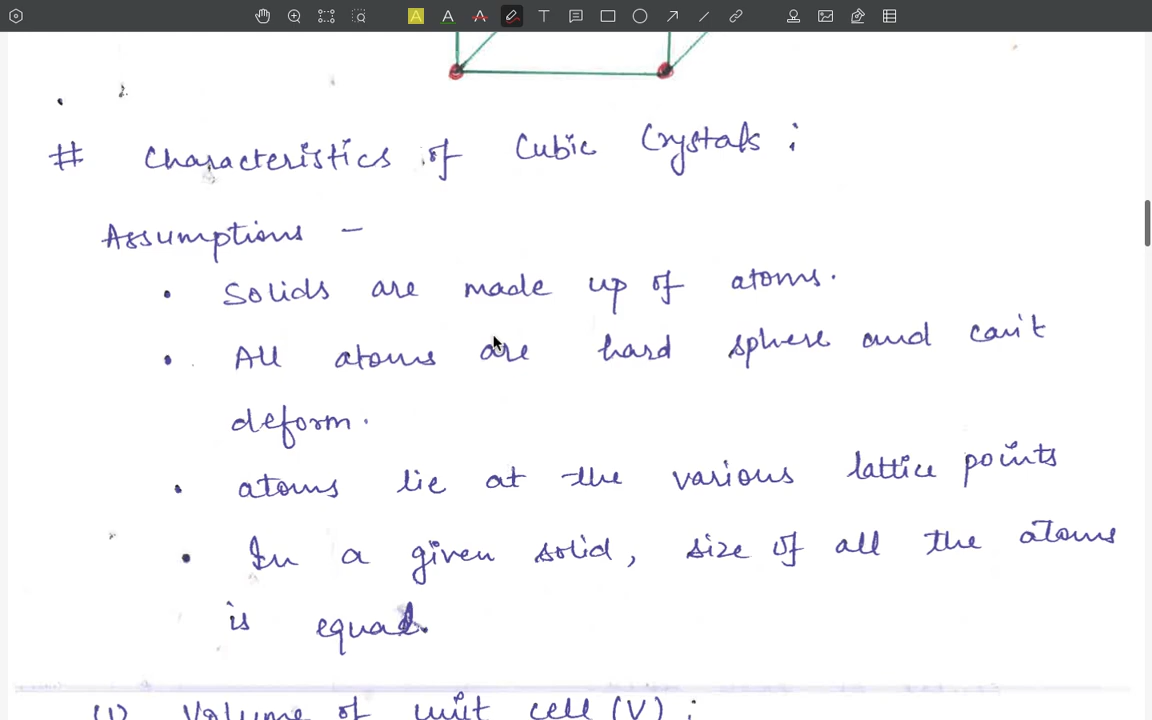 # Characteristics of Cubic Crystals :
Assumptions -
• Solids are made up of atoms.
• All atoms are hard sphere and can't
deform.
• atoms lie at the various lattice points
• In a given solid, size of all the atoms
is equal.
(1) Volume of unit cell (V) :